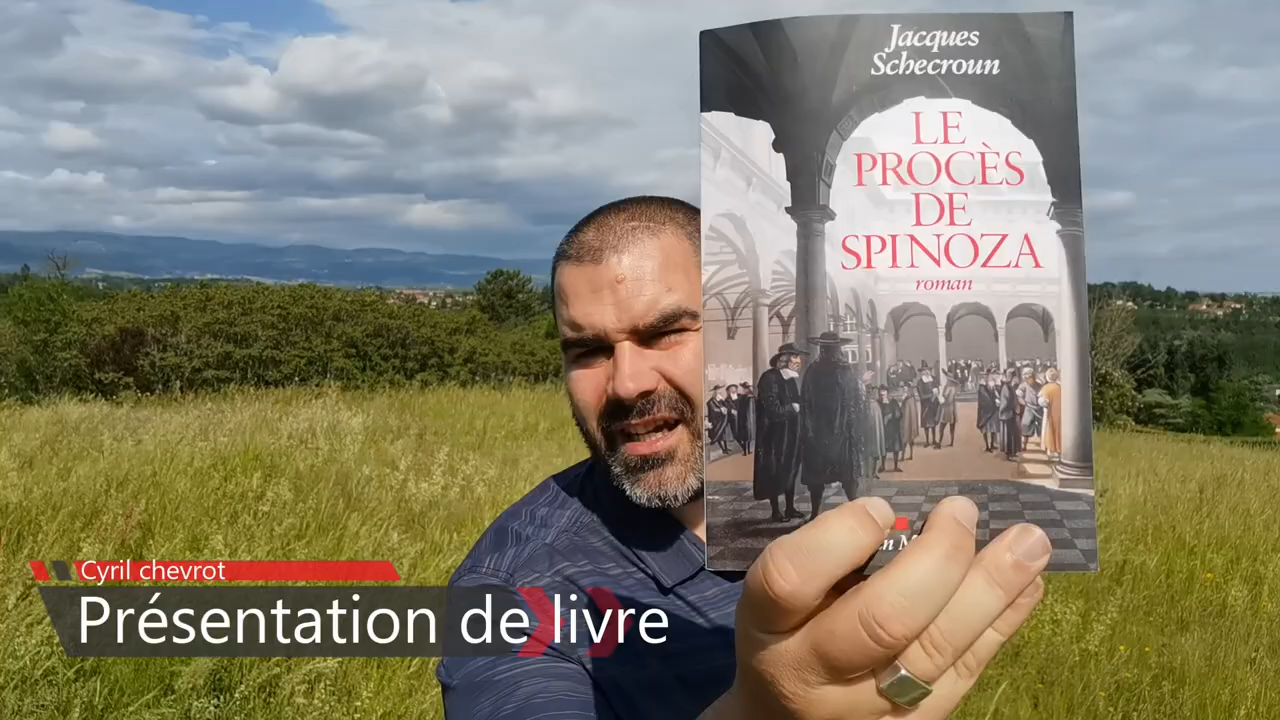 Jacques
Schecroun
LE
PROCÈS
DE
SPINOZA
roman
Cyril chevrot
Présentation de livre